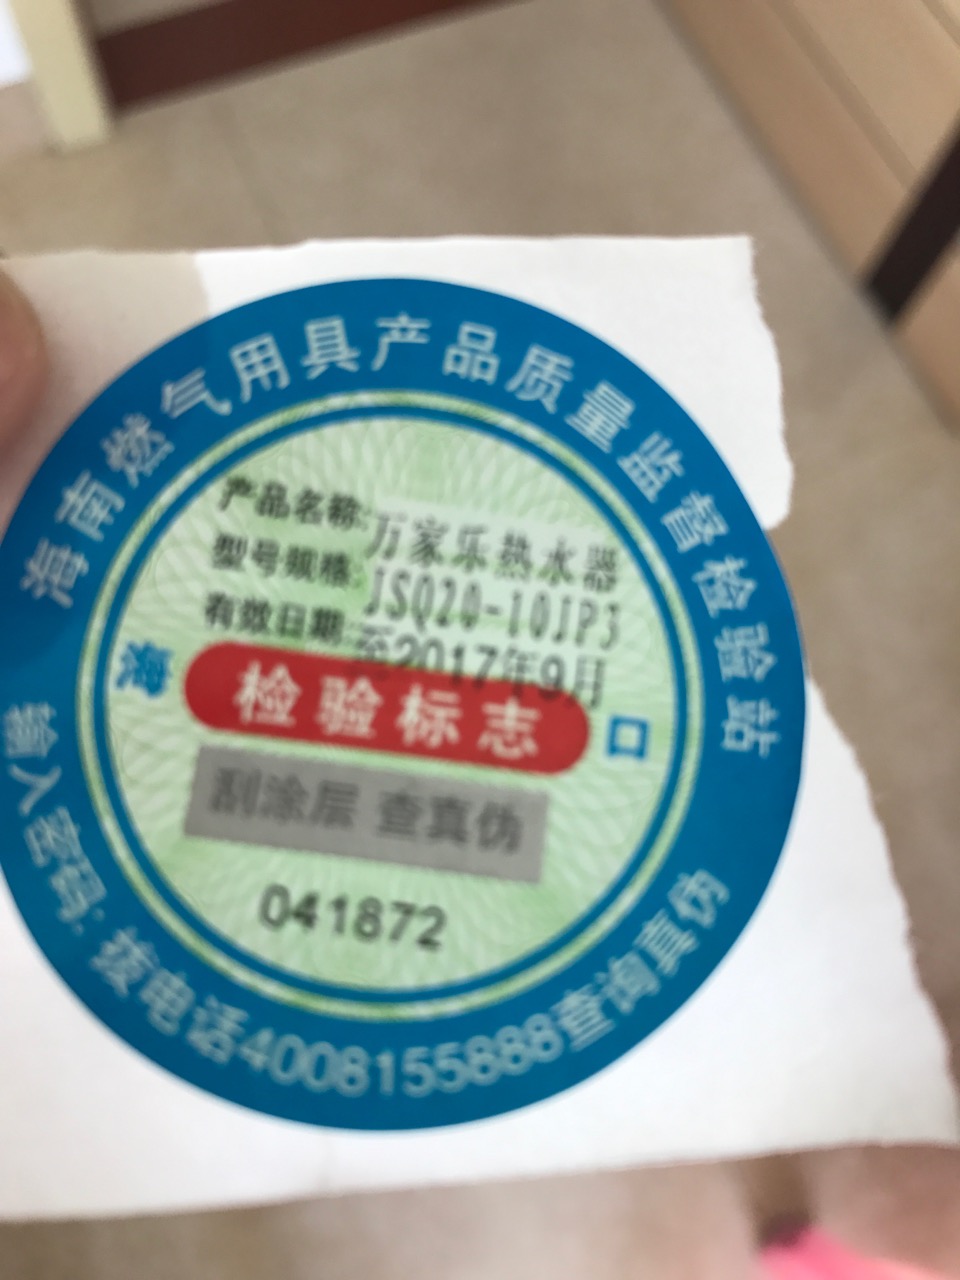 海南燃气用具产品质量监督检验站
产品名称:万家乐热水器
型号规格:JSQ20-10JP3
有效日期:至2017年9月
海 检验标志 口
刮涂层 查真伪
041872
输入密码:拨电话4008155888查询真伪